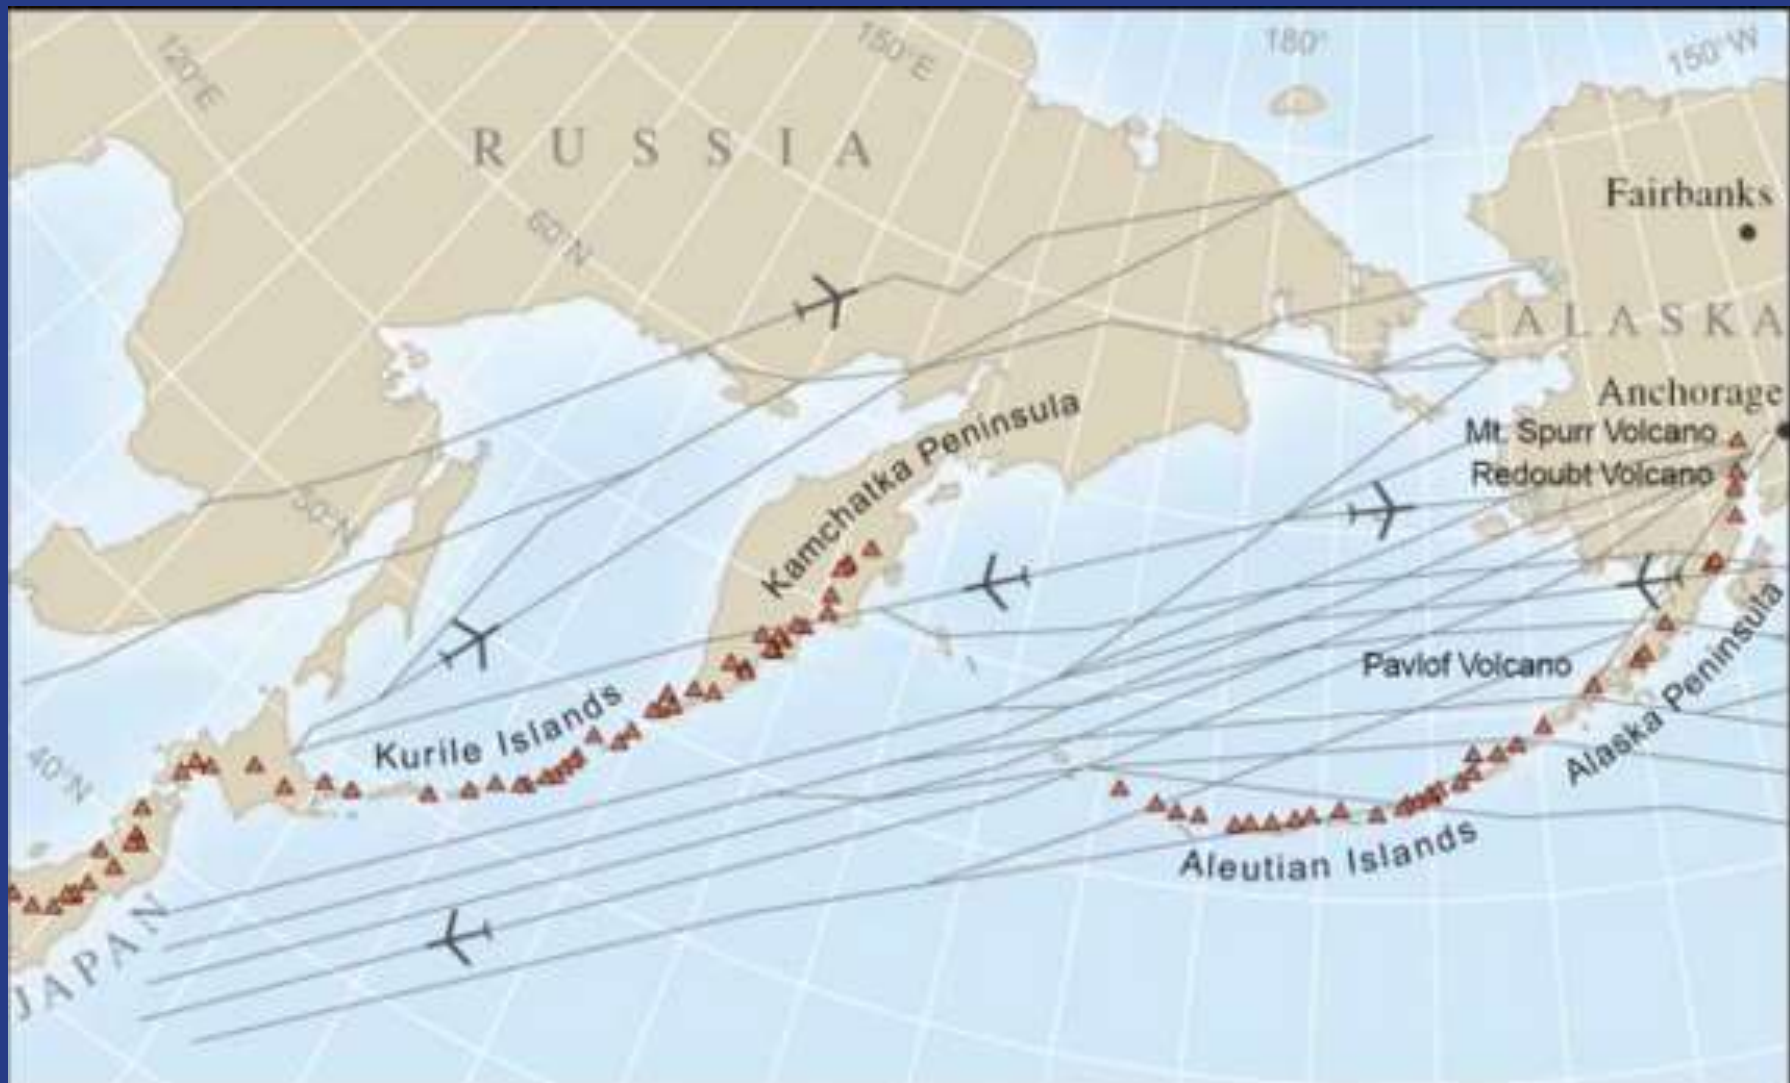 120°E
150°E
180°
150°W
RUSSIA
Fairbanks
60°N
ALASKA
Anchorage
Kamchatka Peninsula
Mt. Spurr Volcano
Redoubt Volcano
50°N
Pavlof Volcano
Alaska Peninsula
Kurile Islands
40°N
Aleutian Islands
JAPAN